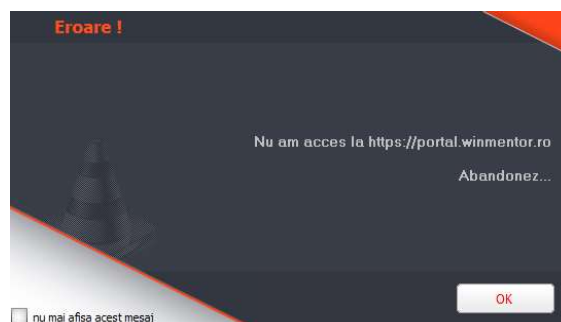 Eroare !
Nu am acces la https://portal.winmentor.ro
Abandonez...
OK
nu mai afisa acest mesaj